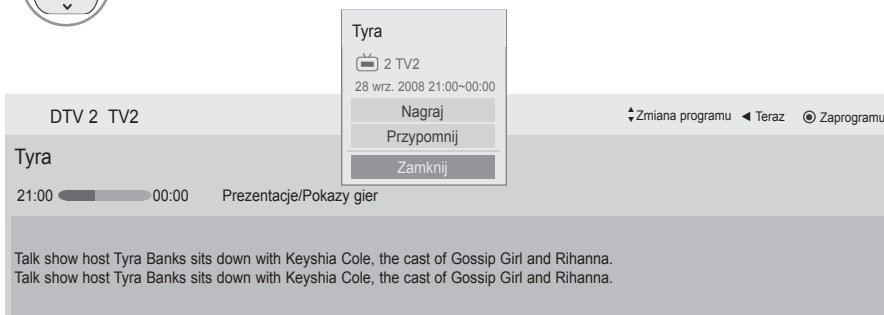 Tyra
2 TV2
28 wrz. 2008 21:00~00:00
Nagraj
Przypomnij
Zamknij
DTV 2 TV2
Zmiana programu ◀ Teraz ◉ Zaprogramu
Tyra
21:00 00:00 Prezentacje/Pokazy gier
Talk show host Tyra Banks sits down with Keyshia Cole, the cast of Gossip Girl and Rihanna.
Talk show host Tyra Banks sits down with Keyshia Cole, the cast of Gossip Girl and Rihanna.